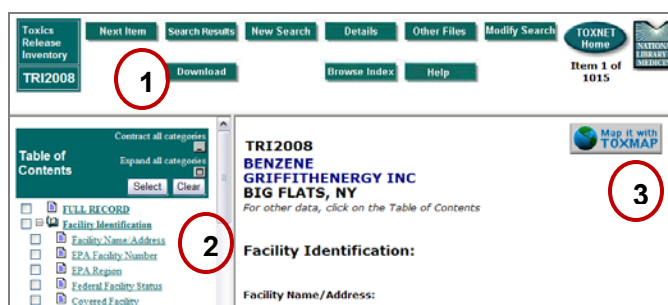 Toxics
Release
Inventory
TRI2008
Next Item
Search Results
New Search
Details
Other Files
Modify Search
Download
Browse Index
Help
TOXNET
Home
Item 1 of
1015
NATIONAL
LIBRARY
MEDICINE
1
Table of
Contents
Contract all categories
Expand all categories
Select
Clear
FULL RECORD
Facility Identification
Facility Name/Address
EPA Facility Number
EPA Region
Federal Facility Status
Covered Facility
2
TRI2008
BENZENE
GRIFFITHENERGY INC
BIG FLATS, NY
For other data, click on the Table of Contents
Map it with
TOXMAP
3
Facility Identification:
Facility Name/Address: